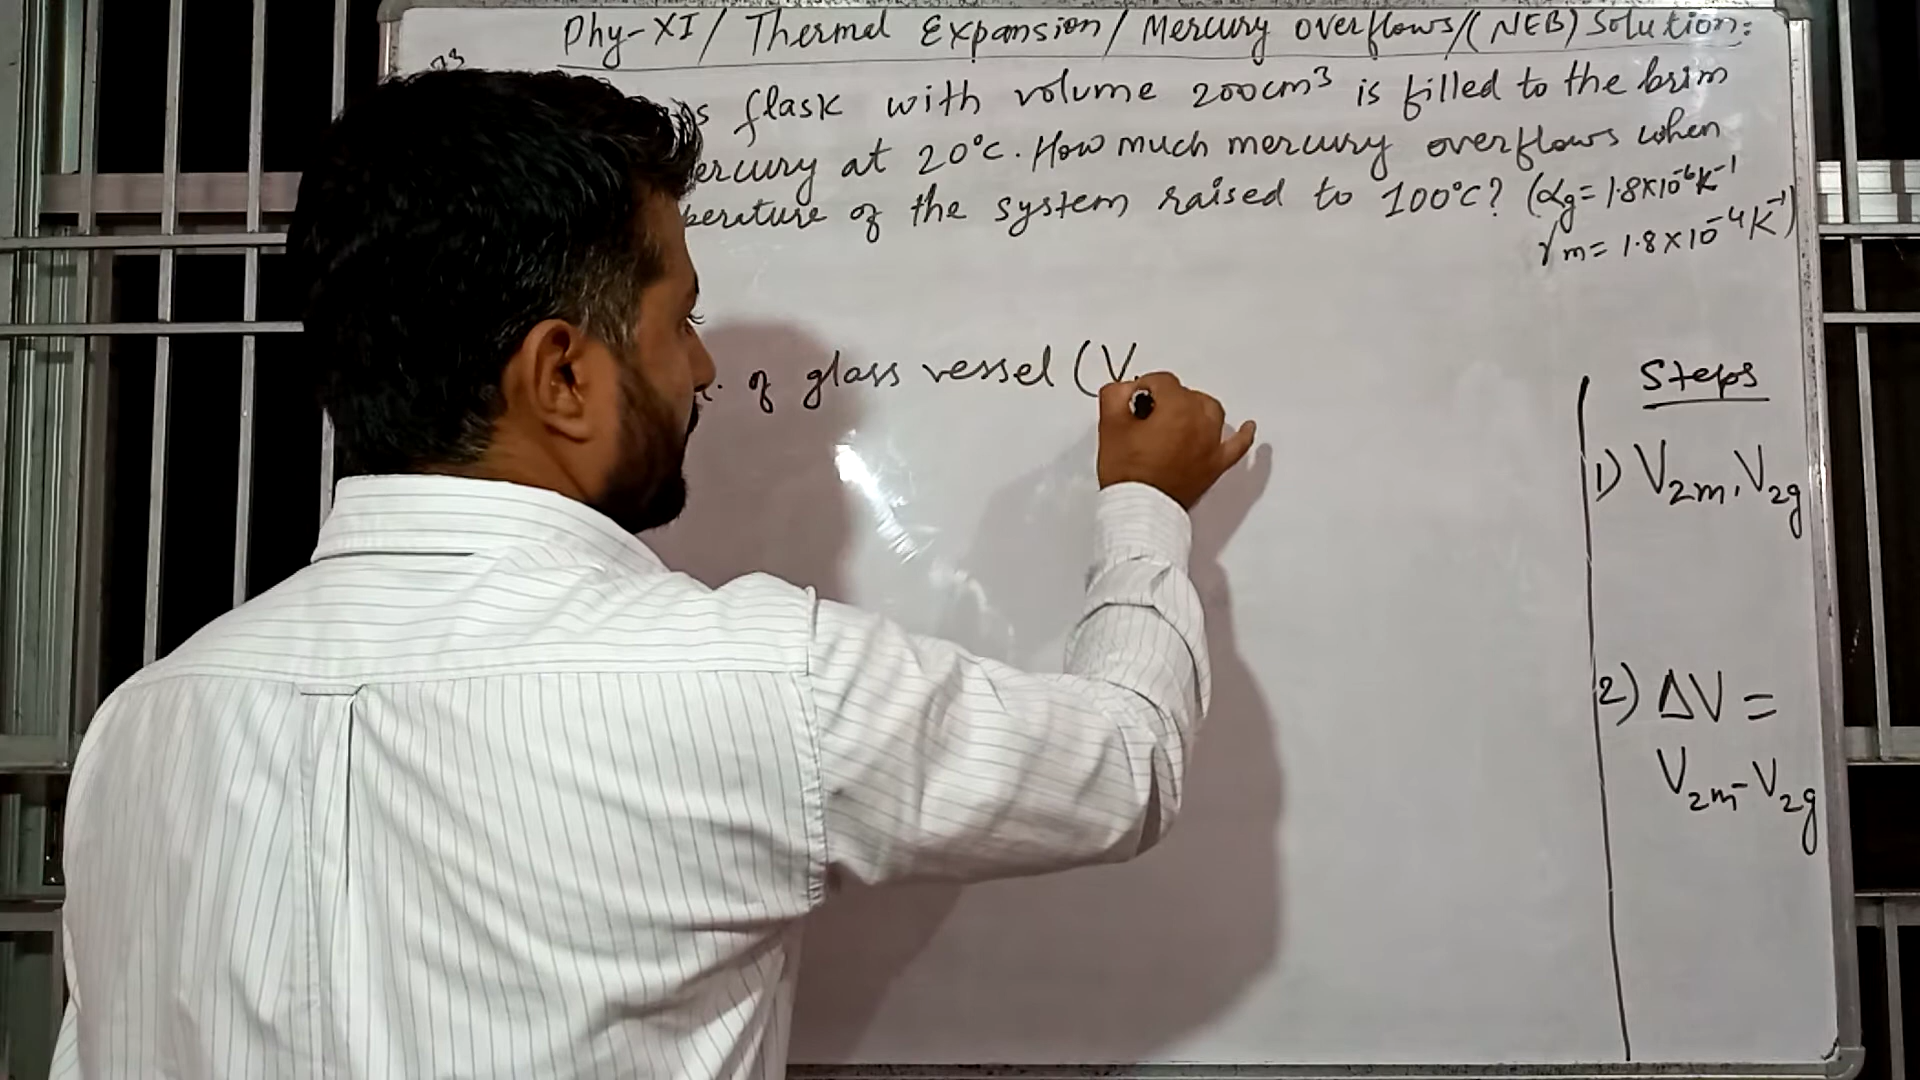 Phy-XI/ Thermal Expansion/ Mercury overflows/(NEB) Solution:
flask with volume 200cm³ is filled to the brim
ercury at 20°c. How much mercury overflows when
perature of the system raised to 100°c? (αg= 1.8×10⁻⁶K⁻¹
γm= 1.8×10⁻⁴K⁻¹)
of glass vessel (V
Steps
1) V₂m, V₂g
2) ΔV =
V₂m-V₂g